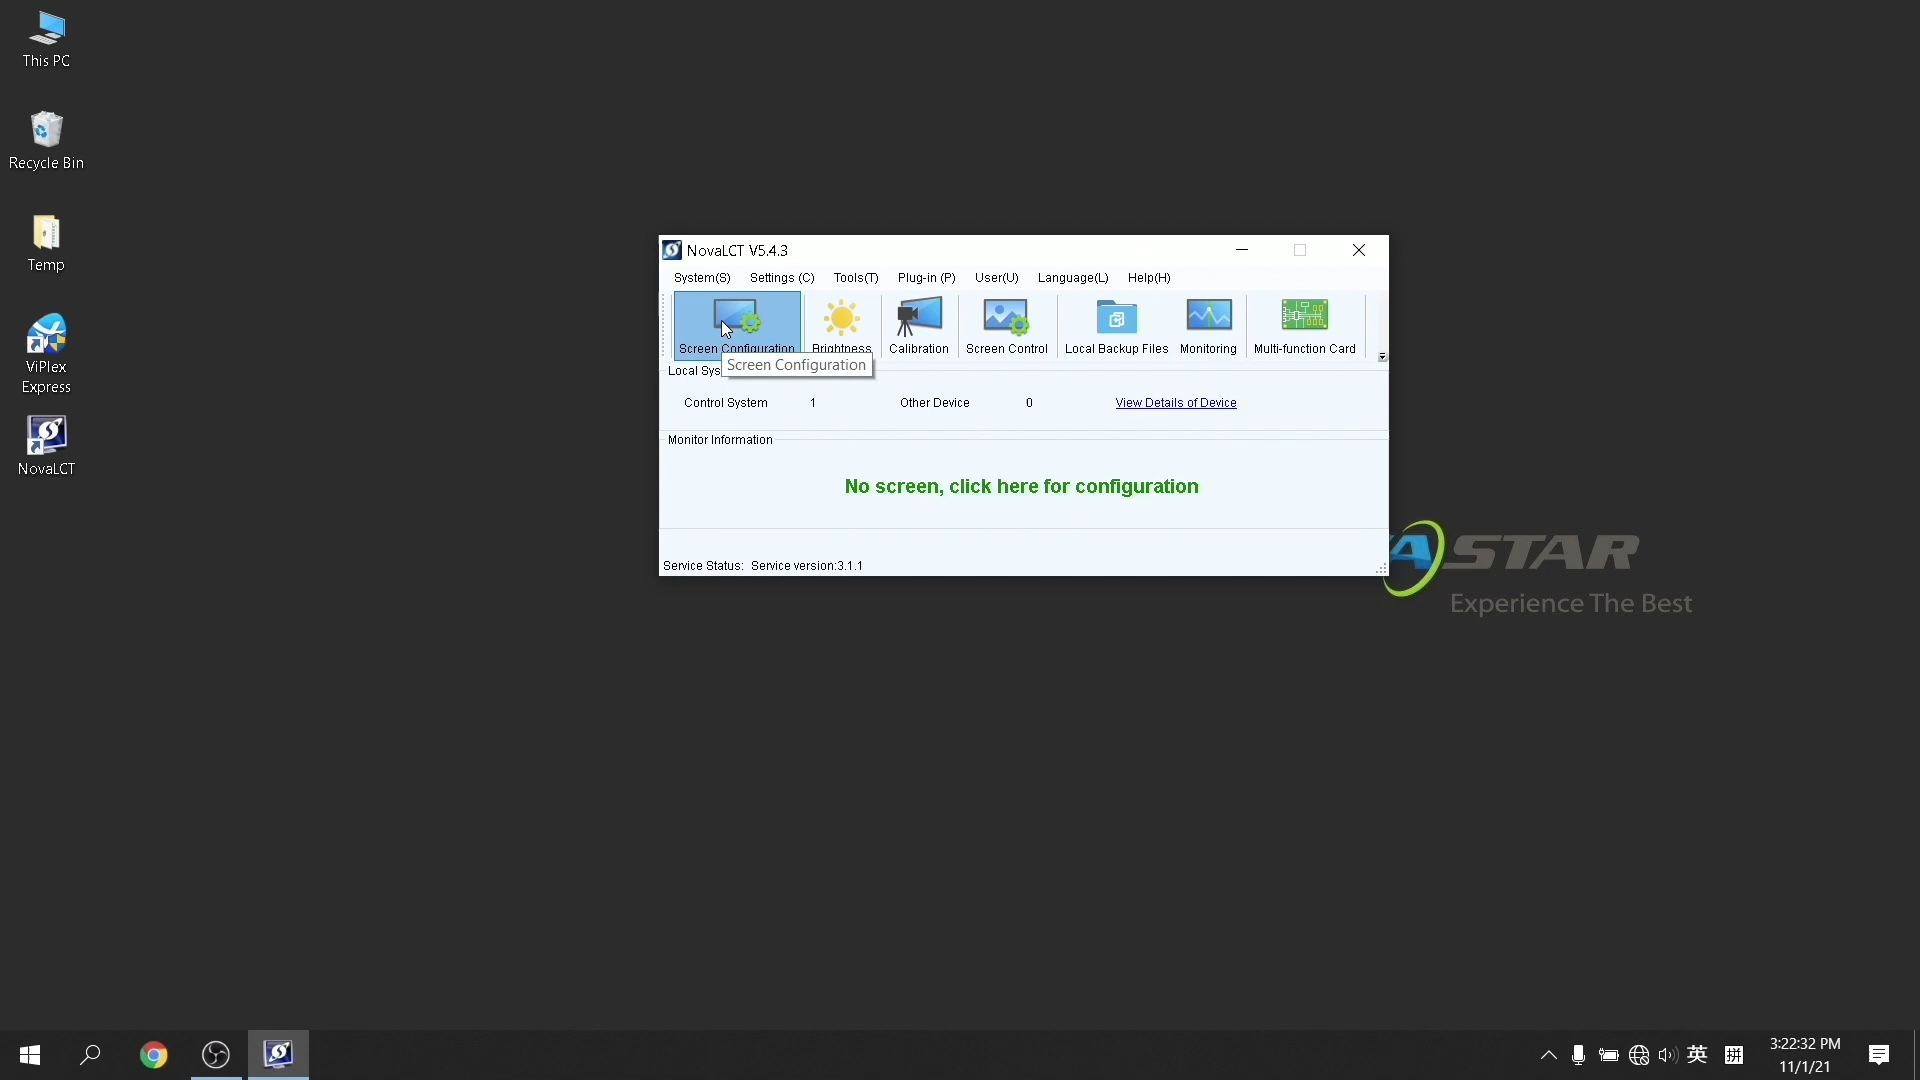 This PC
Recycle Bin
Temp
ViPlex
Express
NovaLCT
NovaLCT V5.4.3
System(S) Settings (C) Tools(T) Plug-in (P) User(U) Language(L) Help(H)
Screen Configuration Brightness Calibration Screen Control Local Backup Files Monitoring Multi-function Card
Screen Configuration
Local Sys
Control System 1 Other Device 0 View Details of Device
Monitor Information
No screen, click here for configuration
Service Status: Service version:3.1.1
ASTAR
Experience The Best
英 拼
3:22:32 PM
11/1/21